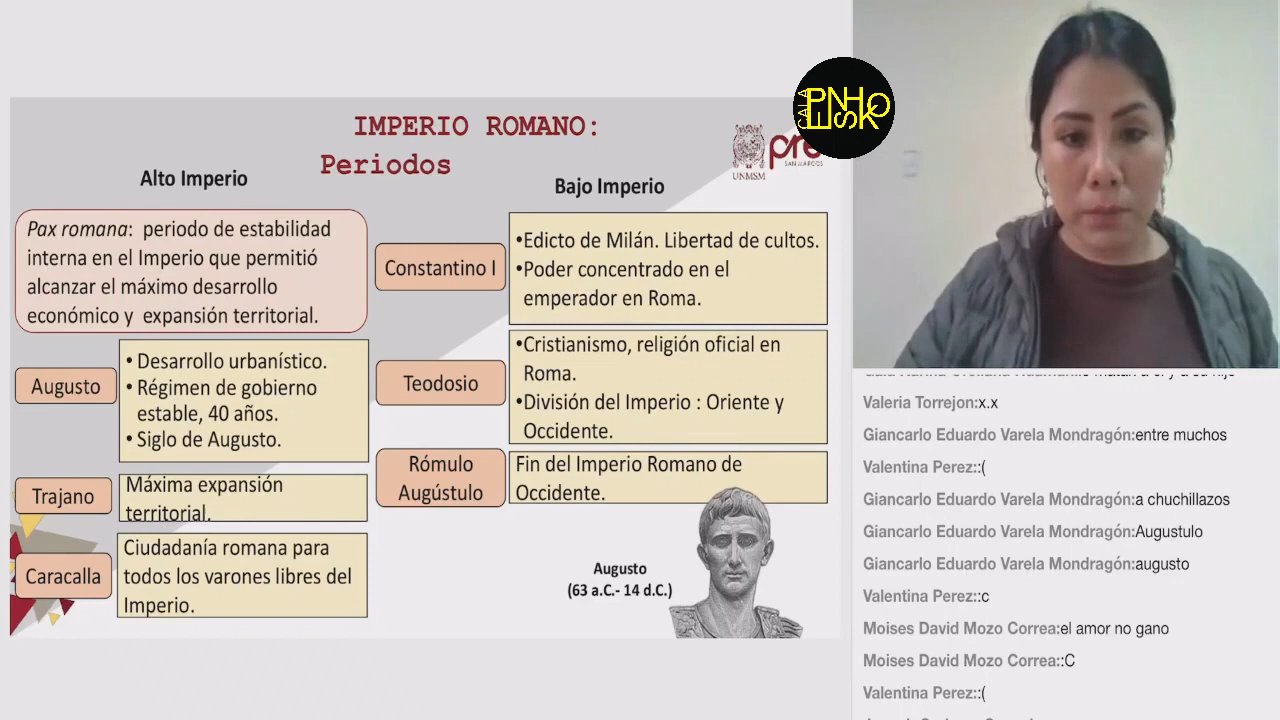 IMPERIO ROMANO:
Periodos
UNMSM
pre
SAN MARCOS
Alto Imperio
Pax romana: periodo de estabilidad
interna en el Imperio que permitió
alcanzar el máximo desarrollo
económico y expansión territorial.
Augusto
• Desarrollo urbanístico.
• Régimen de gobierno
estable, 40 años.
• Siglo de Augusto.
Trajano
Máxima expansión
territorial.
Caracalla
Ciudadanía romana para
todos los varones libres del
Imperio.
Bajo Imperio
Constantino I
•Edicto de Milán. Libertad de cultos.
•Poder concentrado en el
emperador en Roma.
Teodosio
•Cristianismo, religión oficial en
Roma.
•División del Imperio : Oriente y
Occidente.
Rómulo
Augústulo
Fin del Imperio Romano de
Occidente.
Augusto
(63 a.C.- 14 d.C.)
Valeria Torrejon:x.x
Giancarlo Eduardo Varela Mondragón:entre muchos
Valentina Perez::(
Giancarlo Eduardo Varela Mondragón:a chuchillazos
Giancarlo Eduardo Varela Mondragón:Augustulo
Giancarlo Eduardo Varela Mondragón:augusto
Valentina Perez::c
Moises David Mozo Correa:el amor no gano
Moises David Mozo Correa::C
Valentina Perez::(